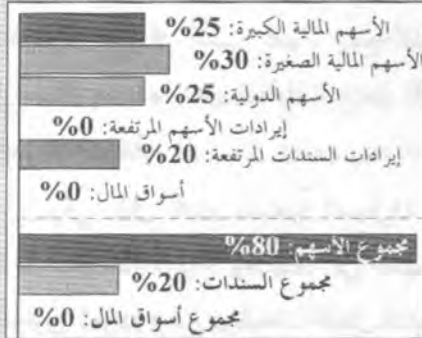 الأسهم المالية الكبيرة: 25%
الأسهم المالية الصغيرة: 30%
الأسهم الدولية: 25%
إيرادات الأسهم المرتفعة: 0%
إيرادات السندات المرتفعة: 20%
أسواق المال: 0%
مجموع الأسهم: 80%
مجموع السندات: 20%
مجموع أسواق المال: 0%